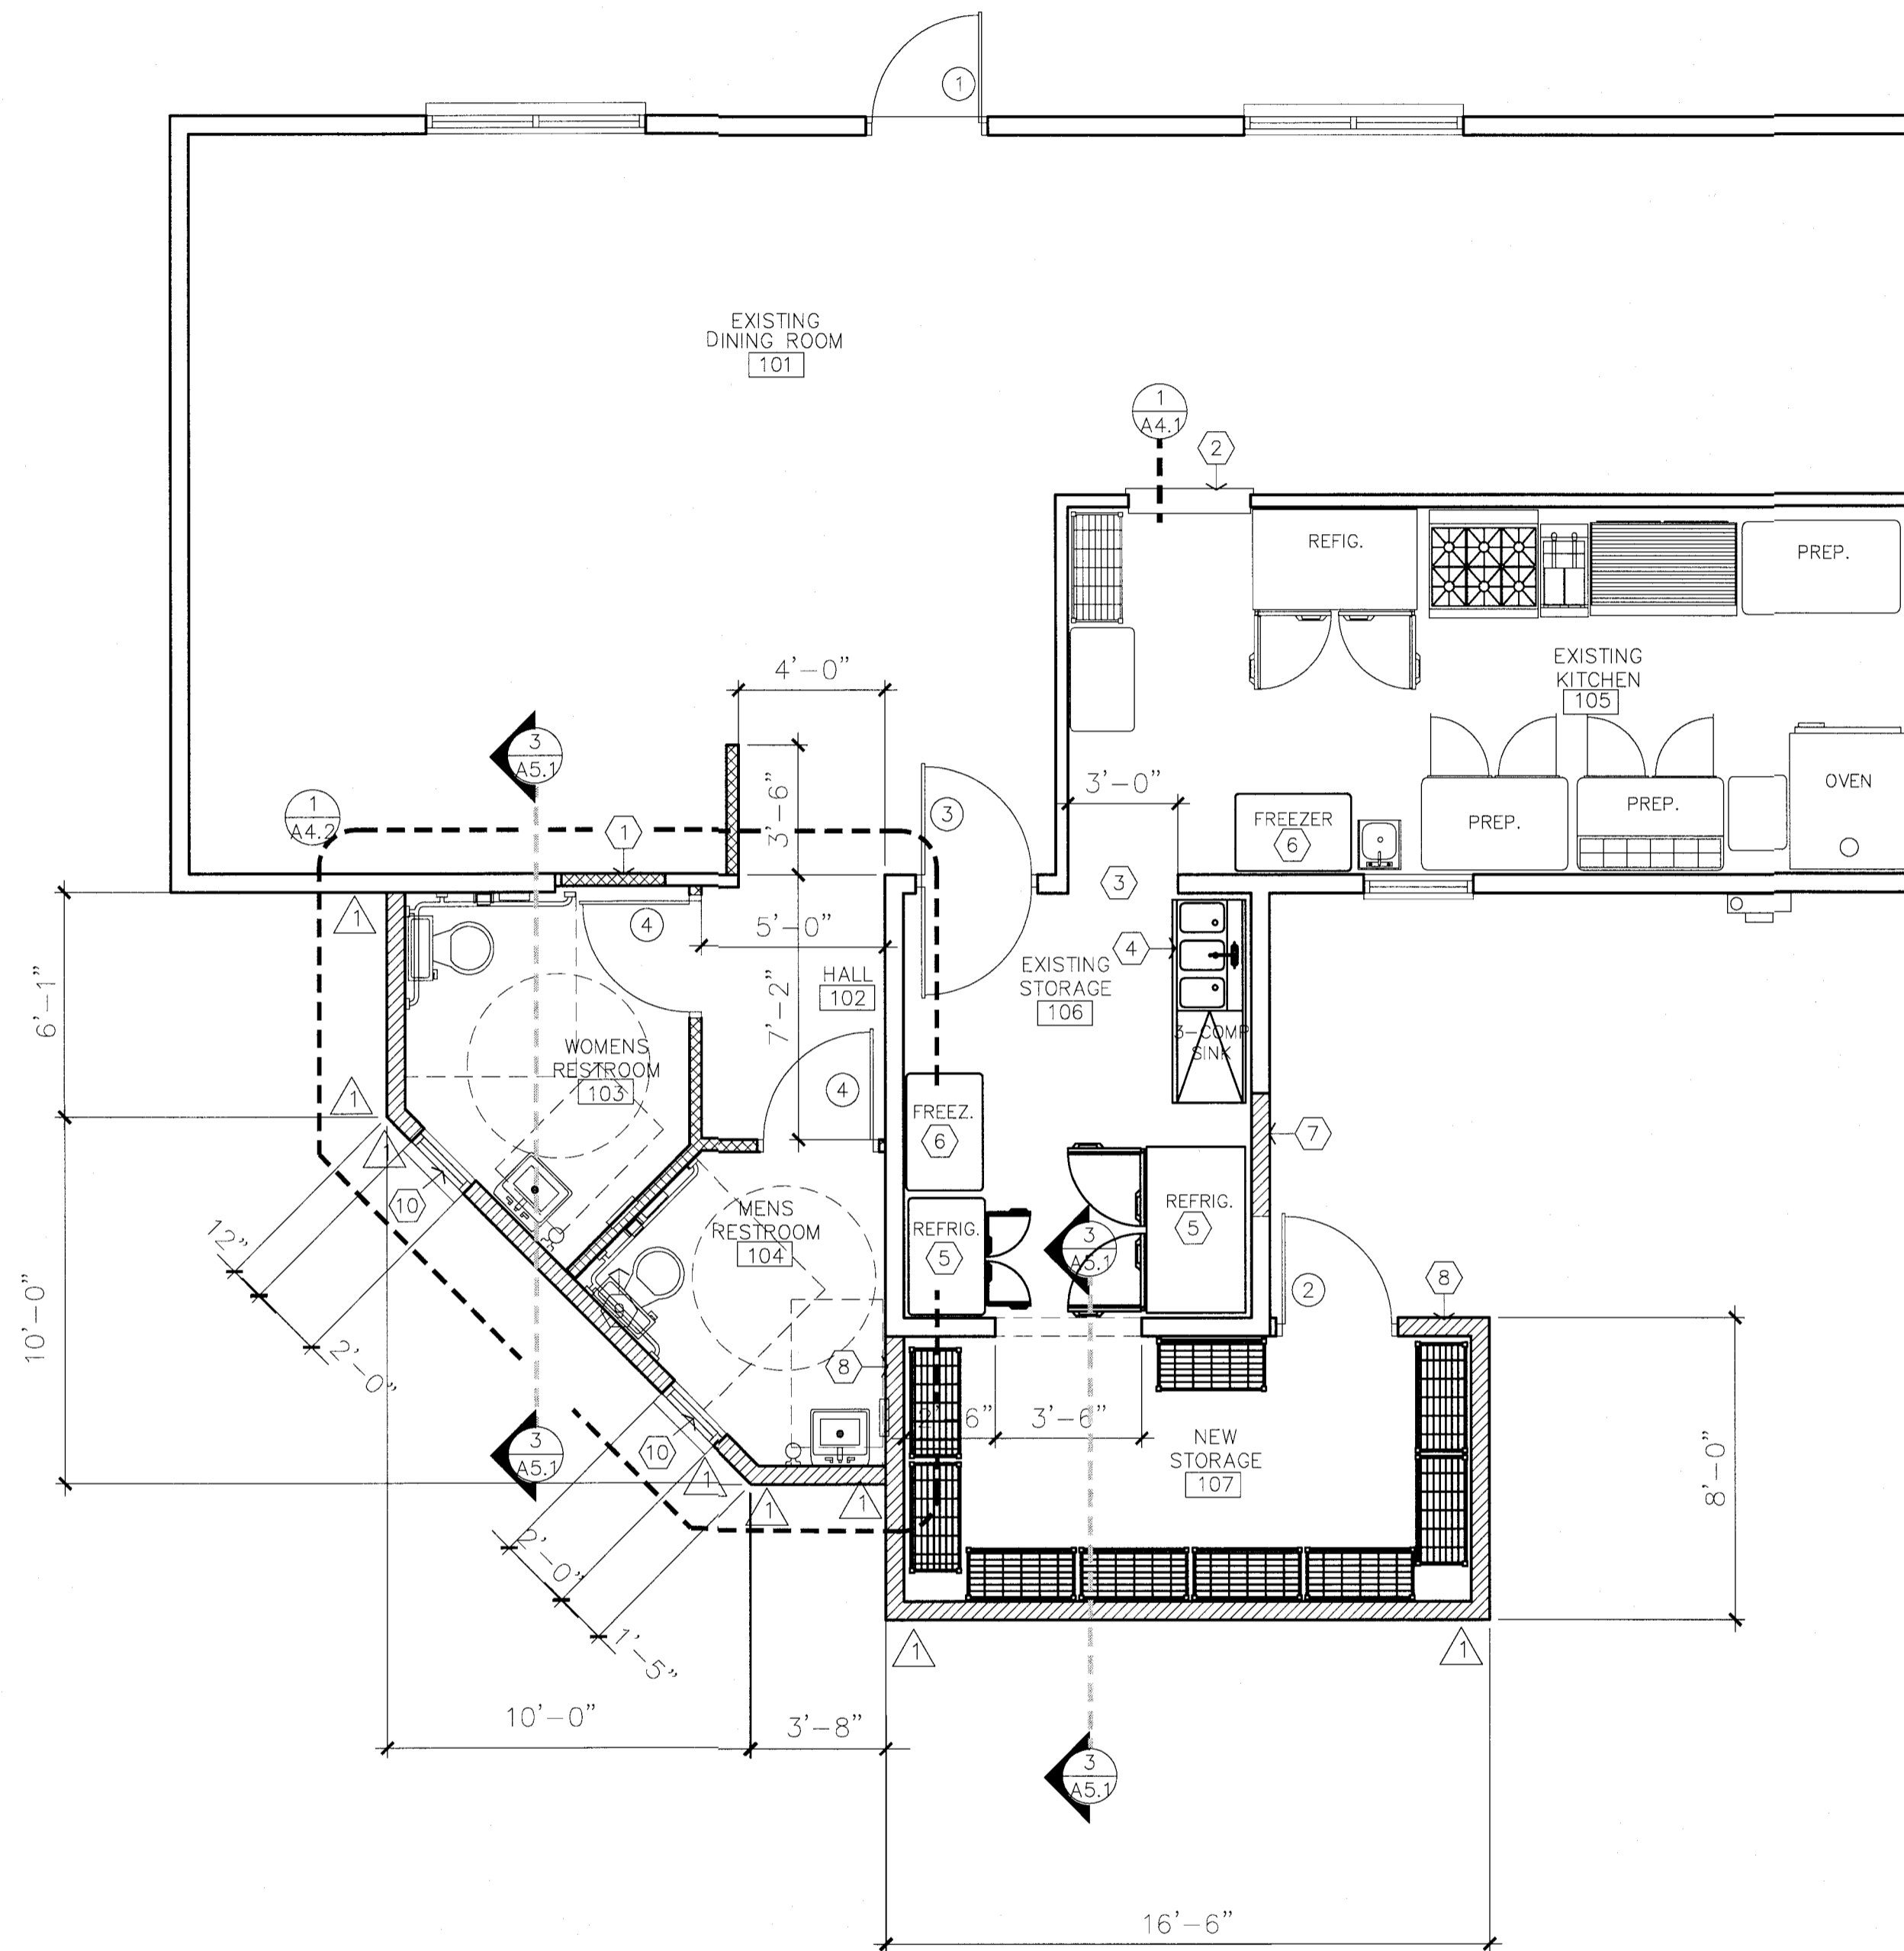 1
EXISTING
DINING ROOM
101
1
A4.1
2
REFIG.
PREP.
EXISTING
KITCHEN
105
4'-0"
3
A5.1
3'-6"
3'-0"
OVEN
1
A4.2
1
3
FREEZER
6
PREP.
PREP.
3
1
4
5'-0"
4
HALL
102
EXISTING
STORAGE
106
6'-1"
7'-2"
3-COMP
SINK
WOMENS
RESTROOM
103
1
4
FREEZ.
6
7
1
10
MENS
RESTROOM
104
REFRIG.
5
REFRIG.
5
3
A5.1
12"
2'-0"
2
8
10'-0"
8
2'-6"
3'-6"
NEW
STORAGE
107
3
A5.1
10
1
1
1
8'-0"
2'-0"
1'-5"
1
1
10'-0"
3'-8"
3
A5.1
16'-6"